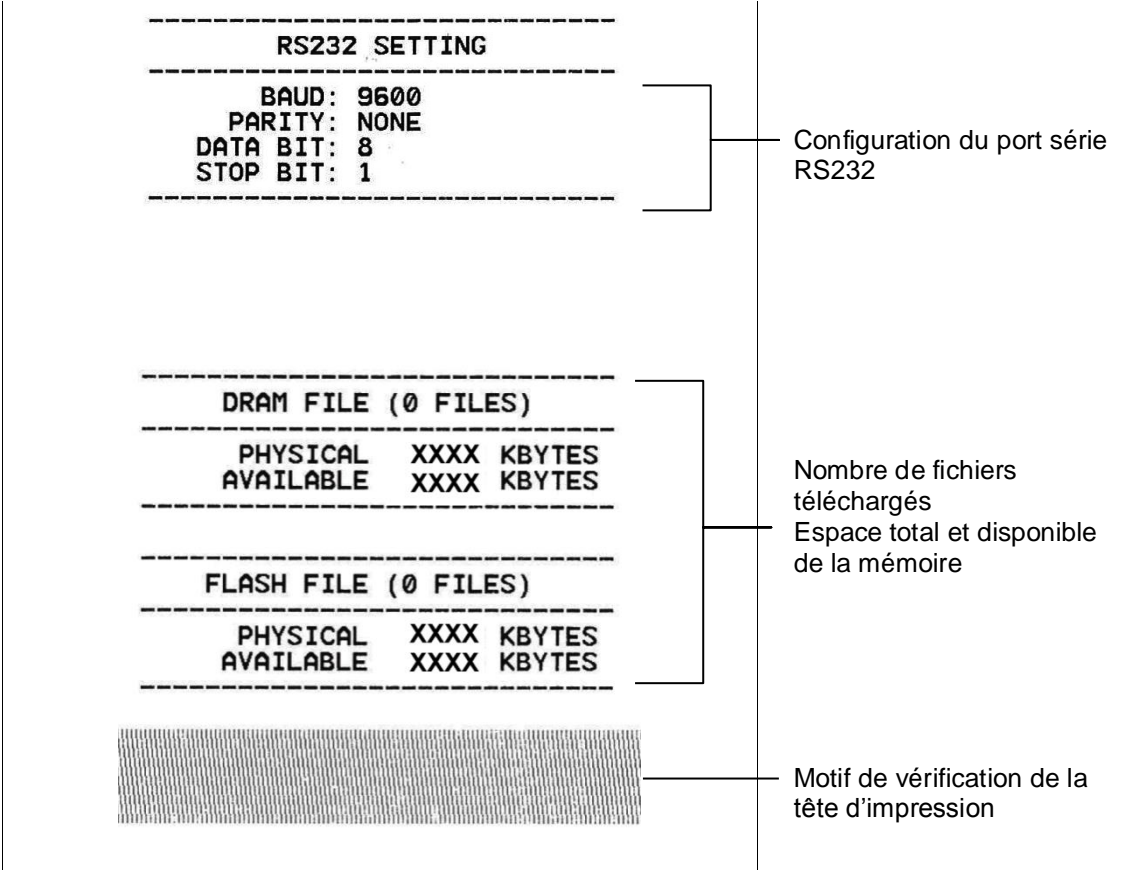 RS232 SETTING
BAUD: 9600
PARITY: NONE
DATA BIT: 8
STOP BIT: 1
Configuration du port série
RS232
DRAM FILE (0 FILES)
PHYSICAL XXXX KBYTES
AVAILABLE XXXX KBYTES
FLASH FILE (0 FILES)
PHYSICAL XXXX KBYTES
AVAILABLE XXXX KBYTES
Nombre de fichiers
téléchargés
Espace total et disponible
de la mémoire
Motif de vérification de la
tête d’impression